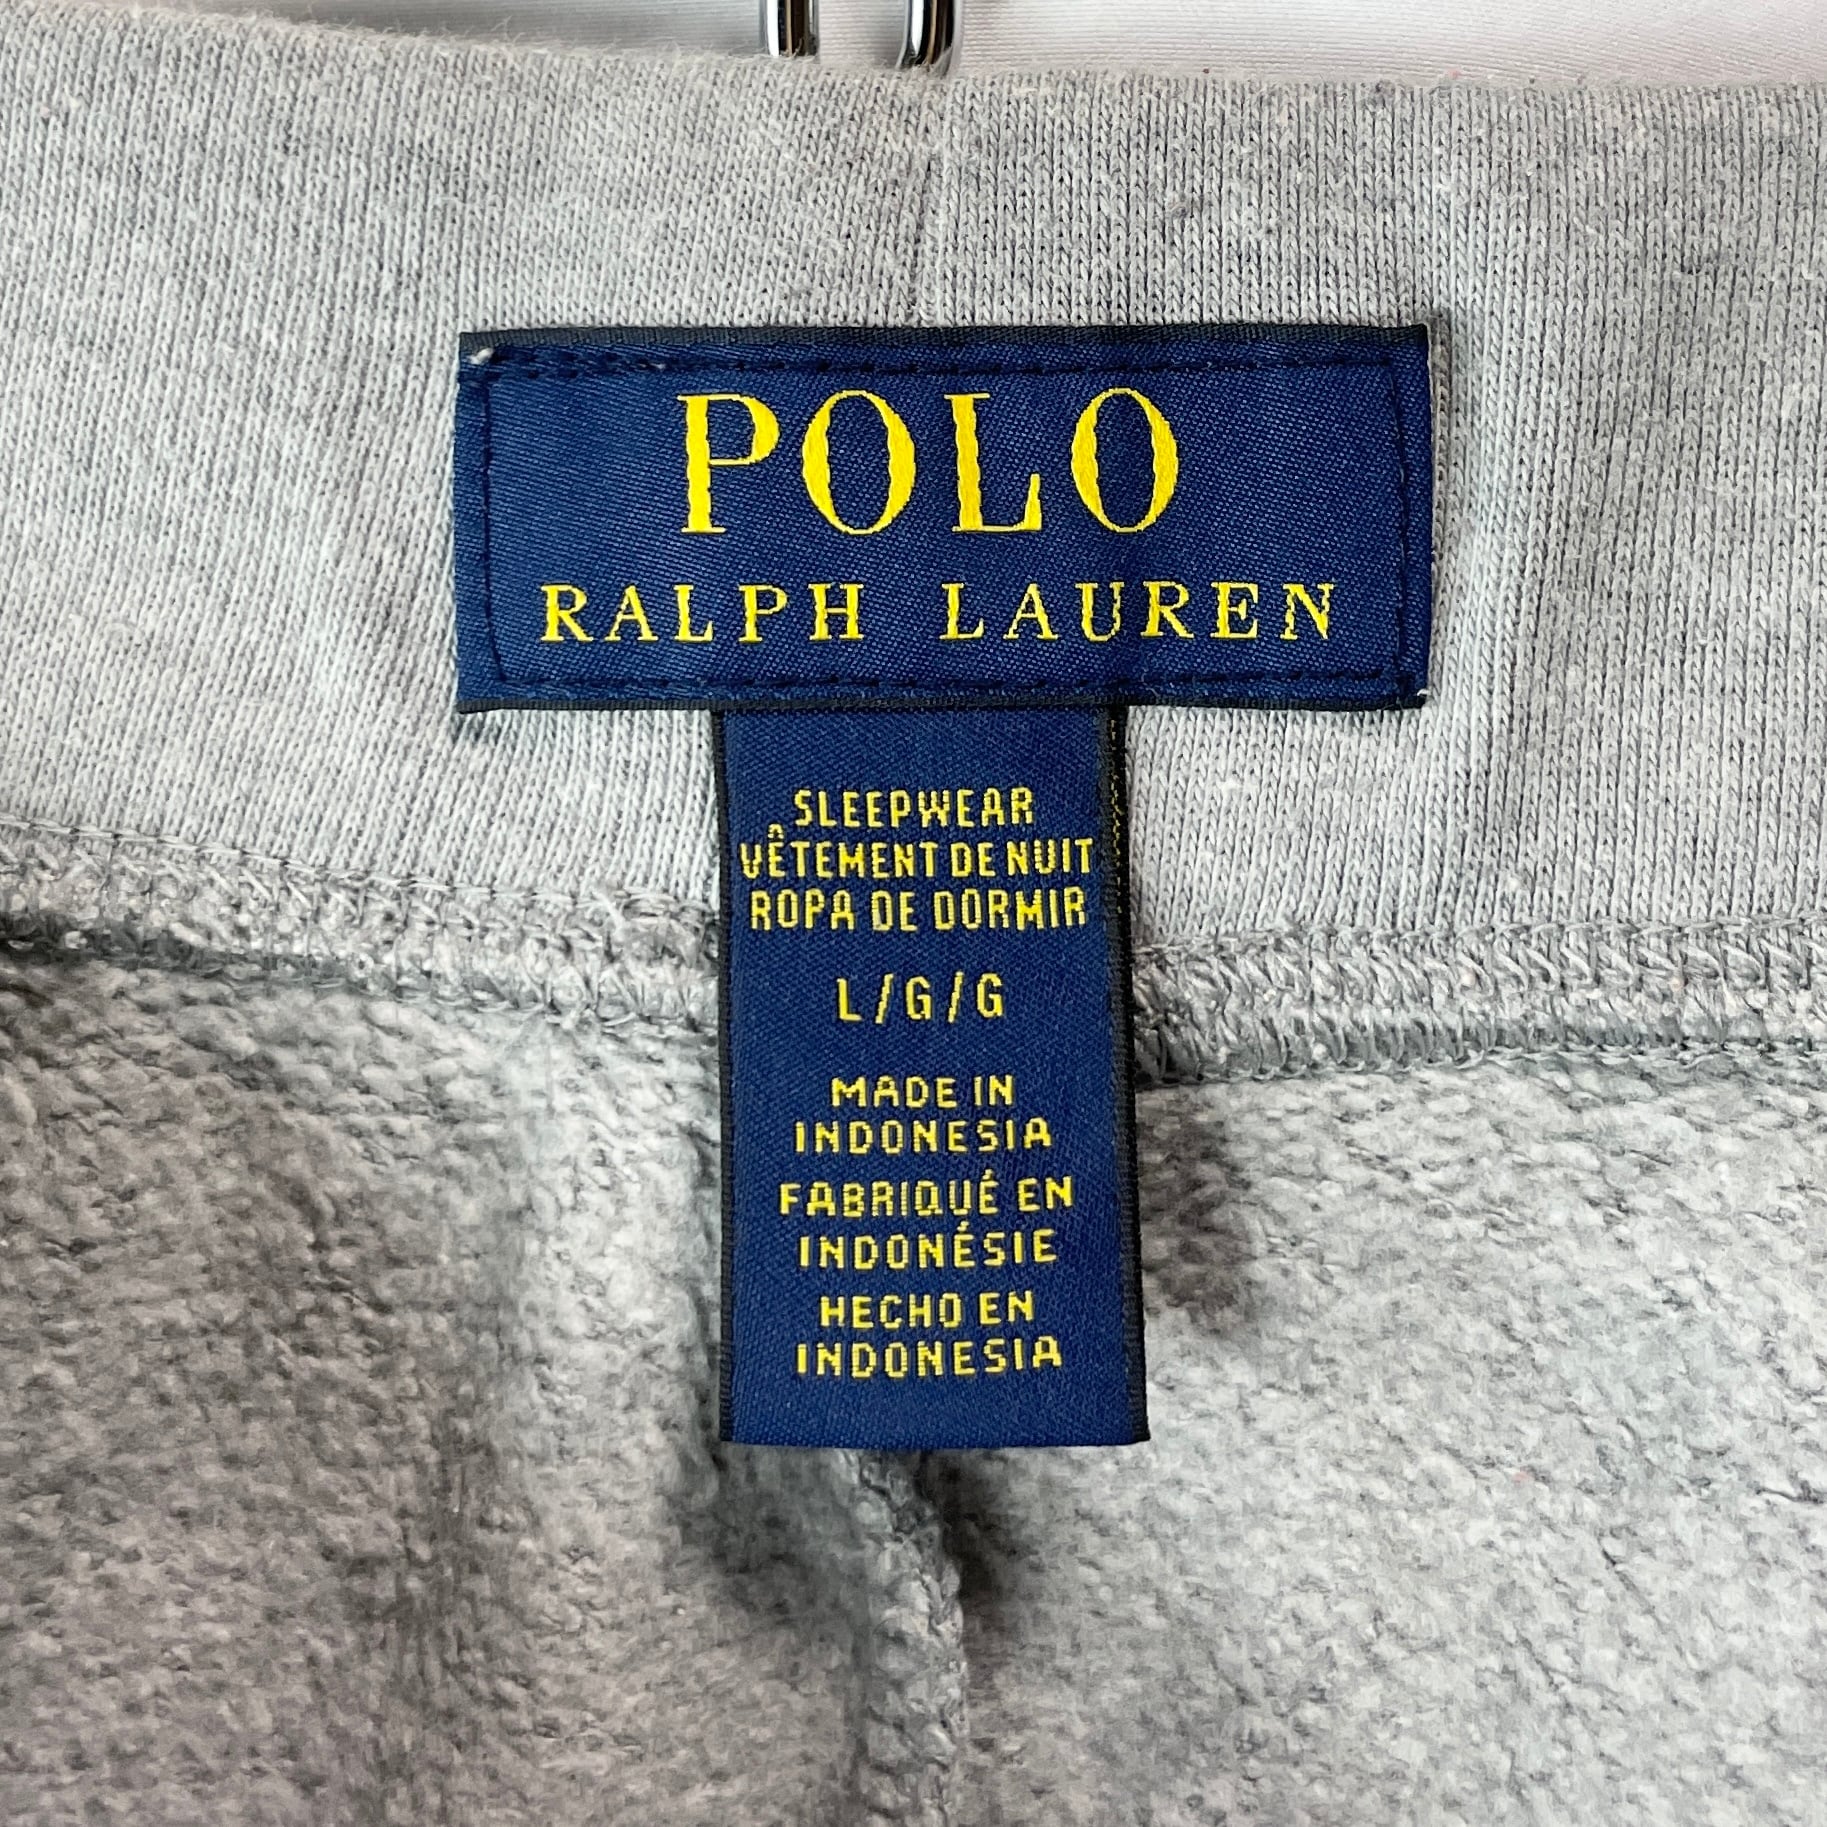 POLO
RALPH LAUREN
SLEEPWEAR
VÊTEMENT DE NUIT
ROPA DE DORMIR
L/G/G
MADE IN
INDONESIA
FABRIQUÉ EN
INDONÉSIE
HECHO EN
INDONESIA